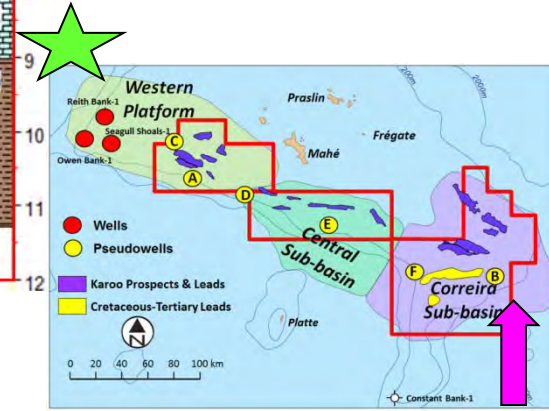 9
10
11
12
200m
2000m
Western
Platform
Praslin
Reith Bank-1
Seagull Shoals-1
Frégate
Owen Bank-1
C
Mahé
A
D
Wells
Pseudowells
E
Central
Sub-basin
F
B
Karoo Prospects & Leads
Cretaceous-Tertiary Leads
Correira
Sub-basin
Platte
N
0 20 40 60 80 100 km
Constant Bank-1